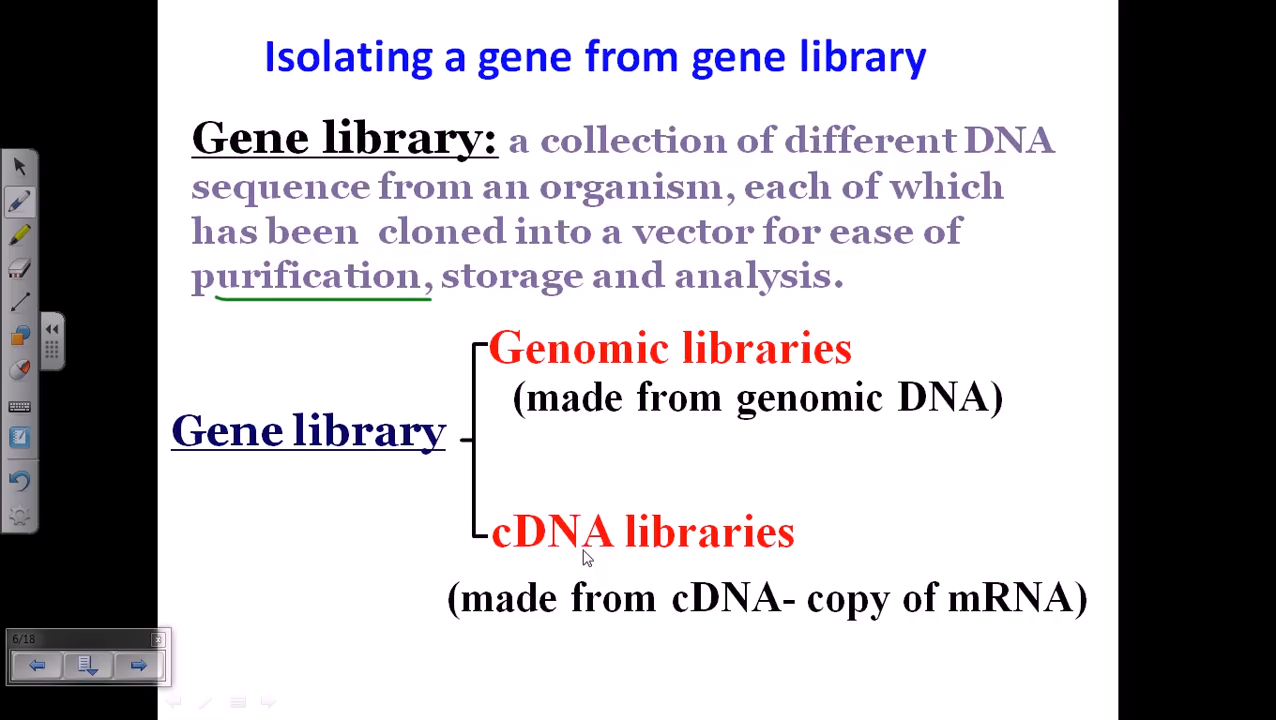 Isolating a gene from gene library
Gene library: a collection of different DNA
sequence from an organism, each of which
has been cloned into a vector for ease of
purification, storage and analysis.
Genomic libraries
(made from genomic DNA)
Gene library
cDNA libraries
(made from cDNA- copy of mRNA)
6/18